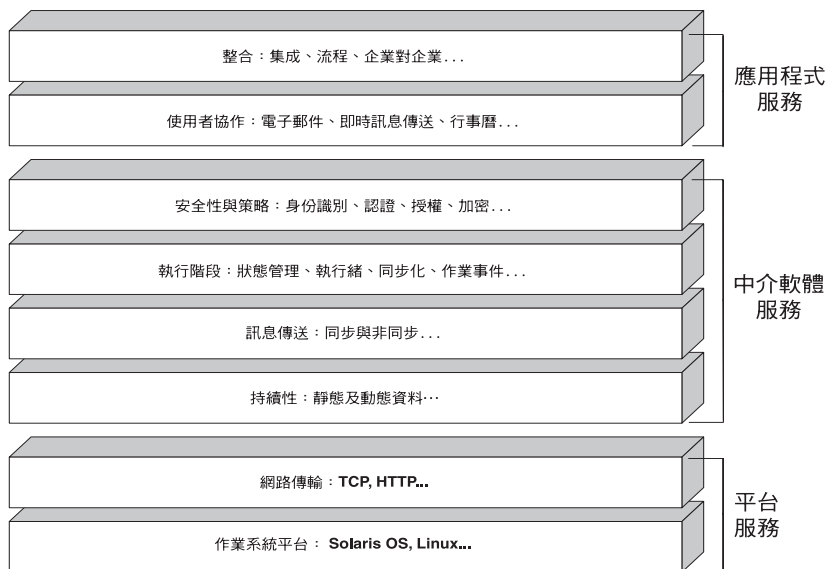 整合：集成、流程、企業對企業...
使用者協作：電子郵件、即時訊息傳送、行事曆...
應用程式
服務
安全性與策略：身份識別、認證、授權、加密...
執行階段：狀態管理、執行緒、同步化、作業事件...
訊息傳送：同步與非同步...
持續性：靜態及動態資料…
中介軟體
服務
網路傳輸：TCP, HTTP...
作業系統平台： Solaris OS, Linux...
平台
服務